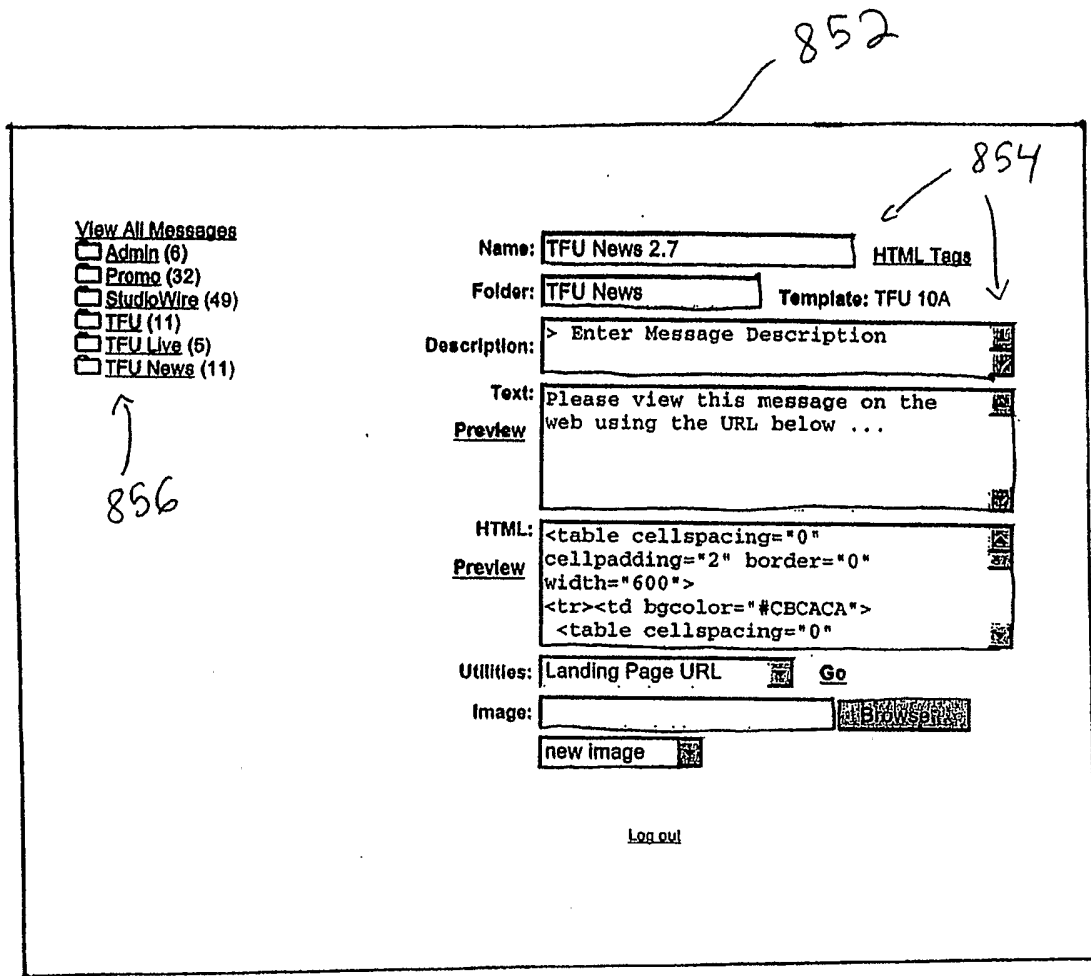 852
854
View All Messages
Admin (6)
Promo (32)
StudioWire (49)
TFU (11)
TFU Live (5)
TFU News (11)
856
Name: TFU News 2.7 HTML Tags
Folder: TFU News Template: TFU 10A
Description: > Enter Message Description
Text: Please view this message on the
Preview web using the URL below ...
HTML: <table cellspacing="0"
Preview cellpadding="2" border="0"
width="600">
<tr><td bgcolor="#CBCACA">
<table cellspacing="0"
Utilities: Landing Page URL Go
Image:
new image
Log out